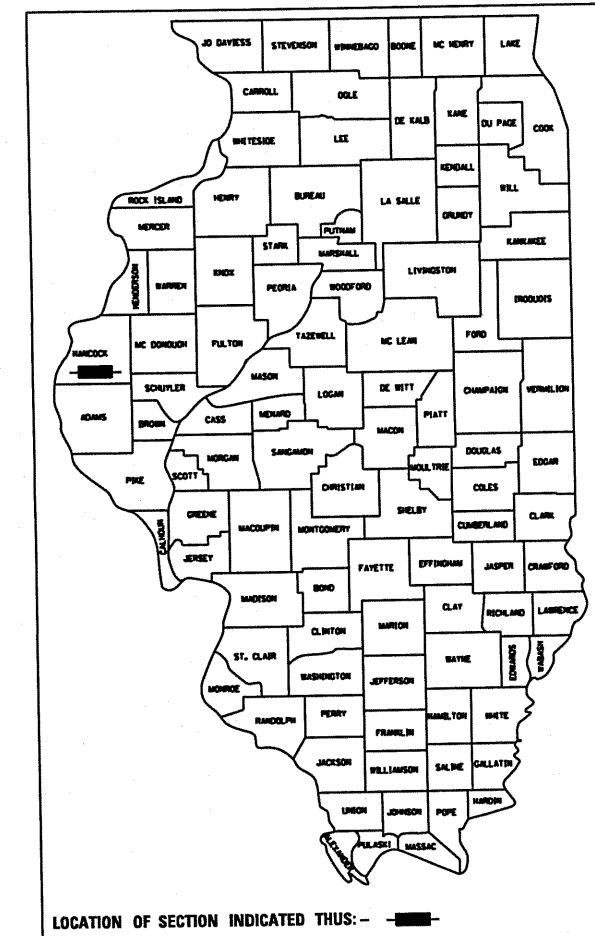 JO DAVIESS STEVENSON WINNEBAGO BOONE MC HENRY LAKE
CARROLL OGLE
DE KALB KANE DU PAGE COOK
WHITESIDE LEE
KENDALL WILL
ROCK ISLAND HENRY BUREAU LA SALLE
GRUNDY
MERCER PUTNAM
STARK MARSHALL KANKAKEE
HENDERSON WARREN KNOX LIVINGSTON
PEORIA WOODFORD IROQUOIS
TAZEWELL FORD
HANCOCK MC DONOUGH FULTON MC LEAN
MASON
SCHUYLER LOGAN DE WITT CHAMPAIGN VERMILION
ADAMS BROWN CASS MENARD PIATT
MACON
MORGAN SANGAMON DOUGLAS
PIKE SCOTT MOULTRIE EDGAR
CHRISTIAN COLES
GREENE SHELBY
CALHOUN MACOUPIN MONTGOMERY CUMBERLAND CLARK
JERSEY
FAYETTE EFFINGHAM JASPER CRAWFORD
MADISON BOND
CLAY RICHLAND LAWRENCE
CLINTON MARION
ST. CLAIR WAYNE EDWARDS WABASH
WASHINGTON JEFFERSON
MONROE
RANDOLPH PERRY HAMILTON WHITE
FRANKLIN
JACKSON WILLIAMSON SALINE GALLATIN
UNION JOHNSON POPE HARDIN
ALEXANDER PULASKI MASSAC
LOCATION OF SECTION INDICATED THUS: –